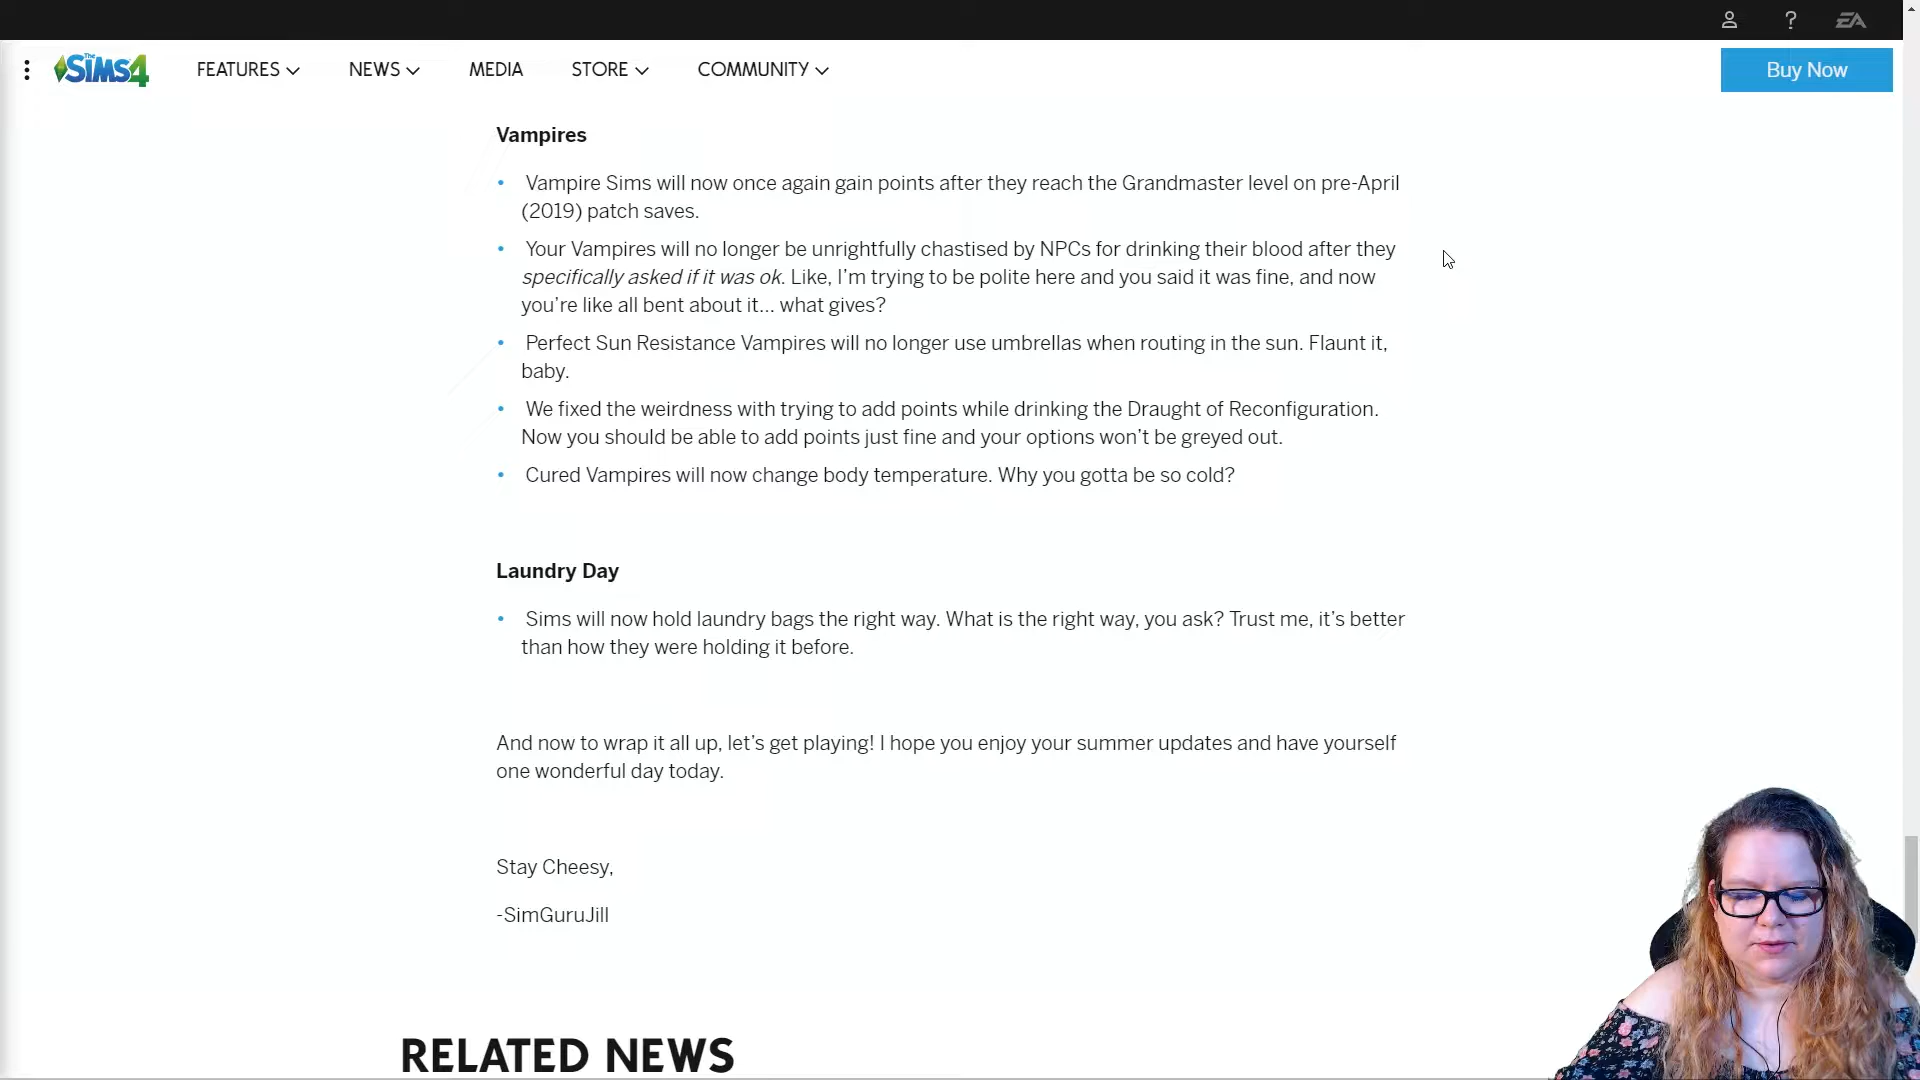 EA
The SIMS 4
FEATURES NEWS MEDIA STORE COMMUNITY Buy Now
Vampires
• Vampire Sims will now once again gain points after they reach the Grandmaster level on pre-April
(2019) patch saves.
• Your Vampires will no longer be unrightfully chastised by NPCs for drinking their blood after they
specifically asked if it was ok. Like, I’m trying to be polite here and you said it was fine, and now
you’re like all bent about it... what gives?
• Perfect Sun Resistance Vampires will no longer use umbrellas when routing in the sun. Flaunt it,
baby.
• We fixed the weirdness with trying to add points while drinking the Draught of Reconfiguration.
Now you should be able to add points just fine and your options won’t be greyed out.
• Cured Vampires will now change body temperature. Why you gotta be so cold?
Laundry Day
• Sims will now hold laundry bags the right way. What is the right way, you ask? Trust me, it’s better
than how they were holding it before.
And now to wrap it all up, let’s get playing! I hope you enjoy your summer updates and have yourself
one wonderful day today.
Stay Cheesy,
-SimGuruJill
RELATED NEWS